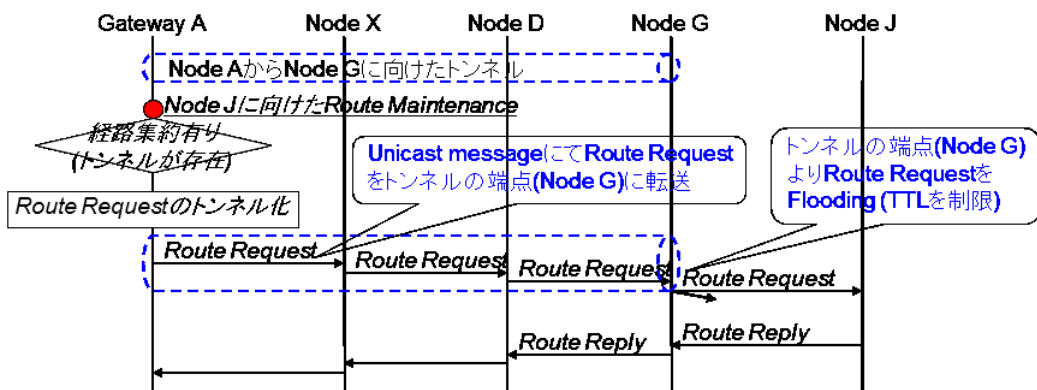 Gateway A Node X Node D Node G Node J
Node AからNode Gに向けたトンネル
Node Jに向けたRoute Maintenance
経路集約有り
(トンネルが存在)
Unicast messageにてRoute Request
をトンネルの端点(Node G)に転送
トンネルの端点(Node G)
よりRoute Requestを
Flooding (TTLを制限)
Route Requestのトンネル化
Route Request
Route Request
Route Request
Route Request
Route Reply
Route Reply